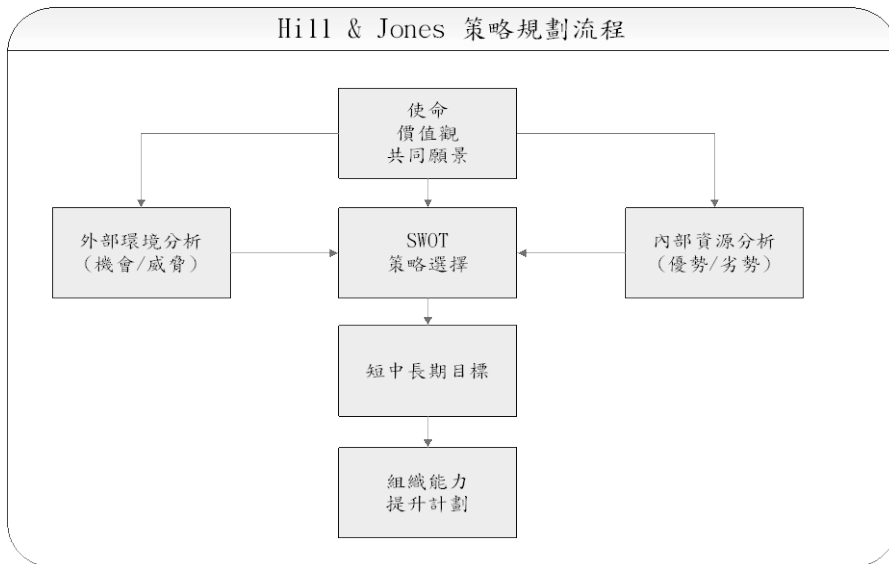 Hill & Jones 策略規劃流程
使命
價值觀
共同願景
外部環境分析
(機會/威脅)
SWOT
策略選擇
內部資源分析
(優勢/劣勢)
短中長期目標
組織能力
提升計劃